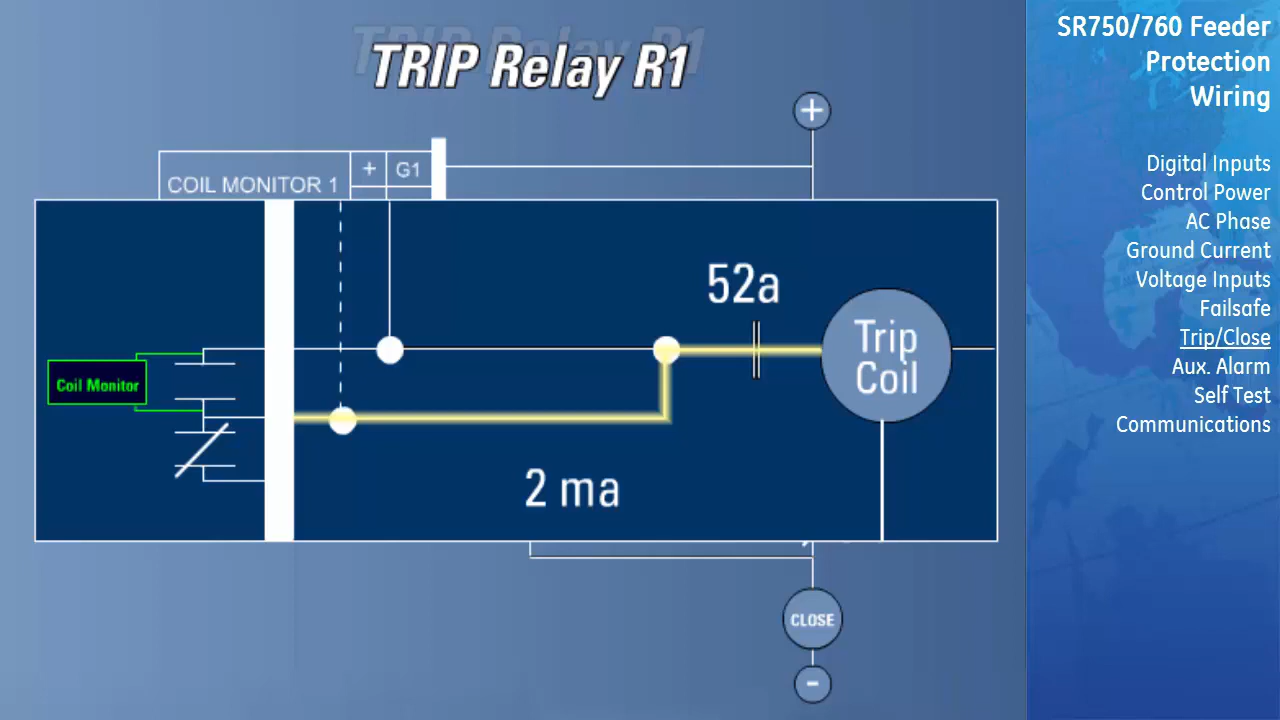 TRIP Relay R1
+
COIL MONITOR 1
+
G1
52a
Trip
Coil
Coil Monitor
2 ma
CLOSE
-
SR750/760 Feeder
Protection
Wiring
Digital Inputs
Control Power
AC Phase
Ground Current
Voltage Inputs
Failsafe
Trip/Close
Aux. Alarm
Self Test
Communications